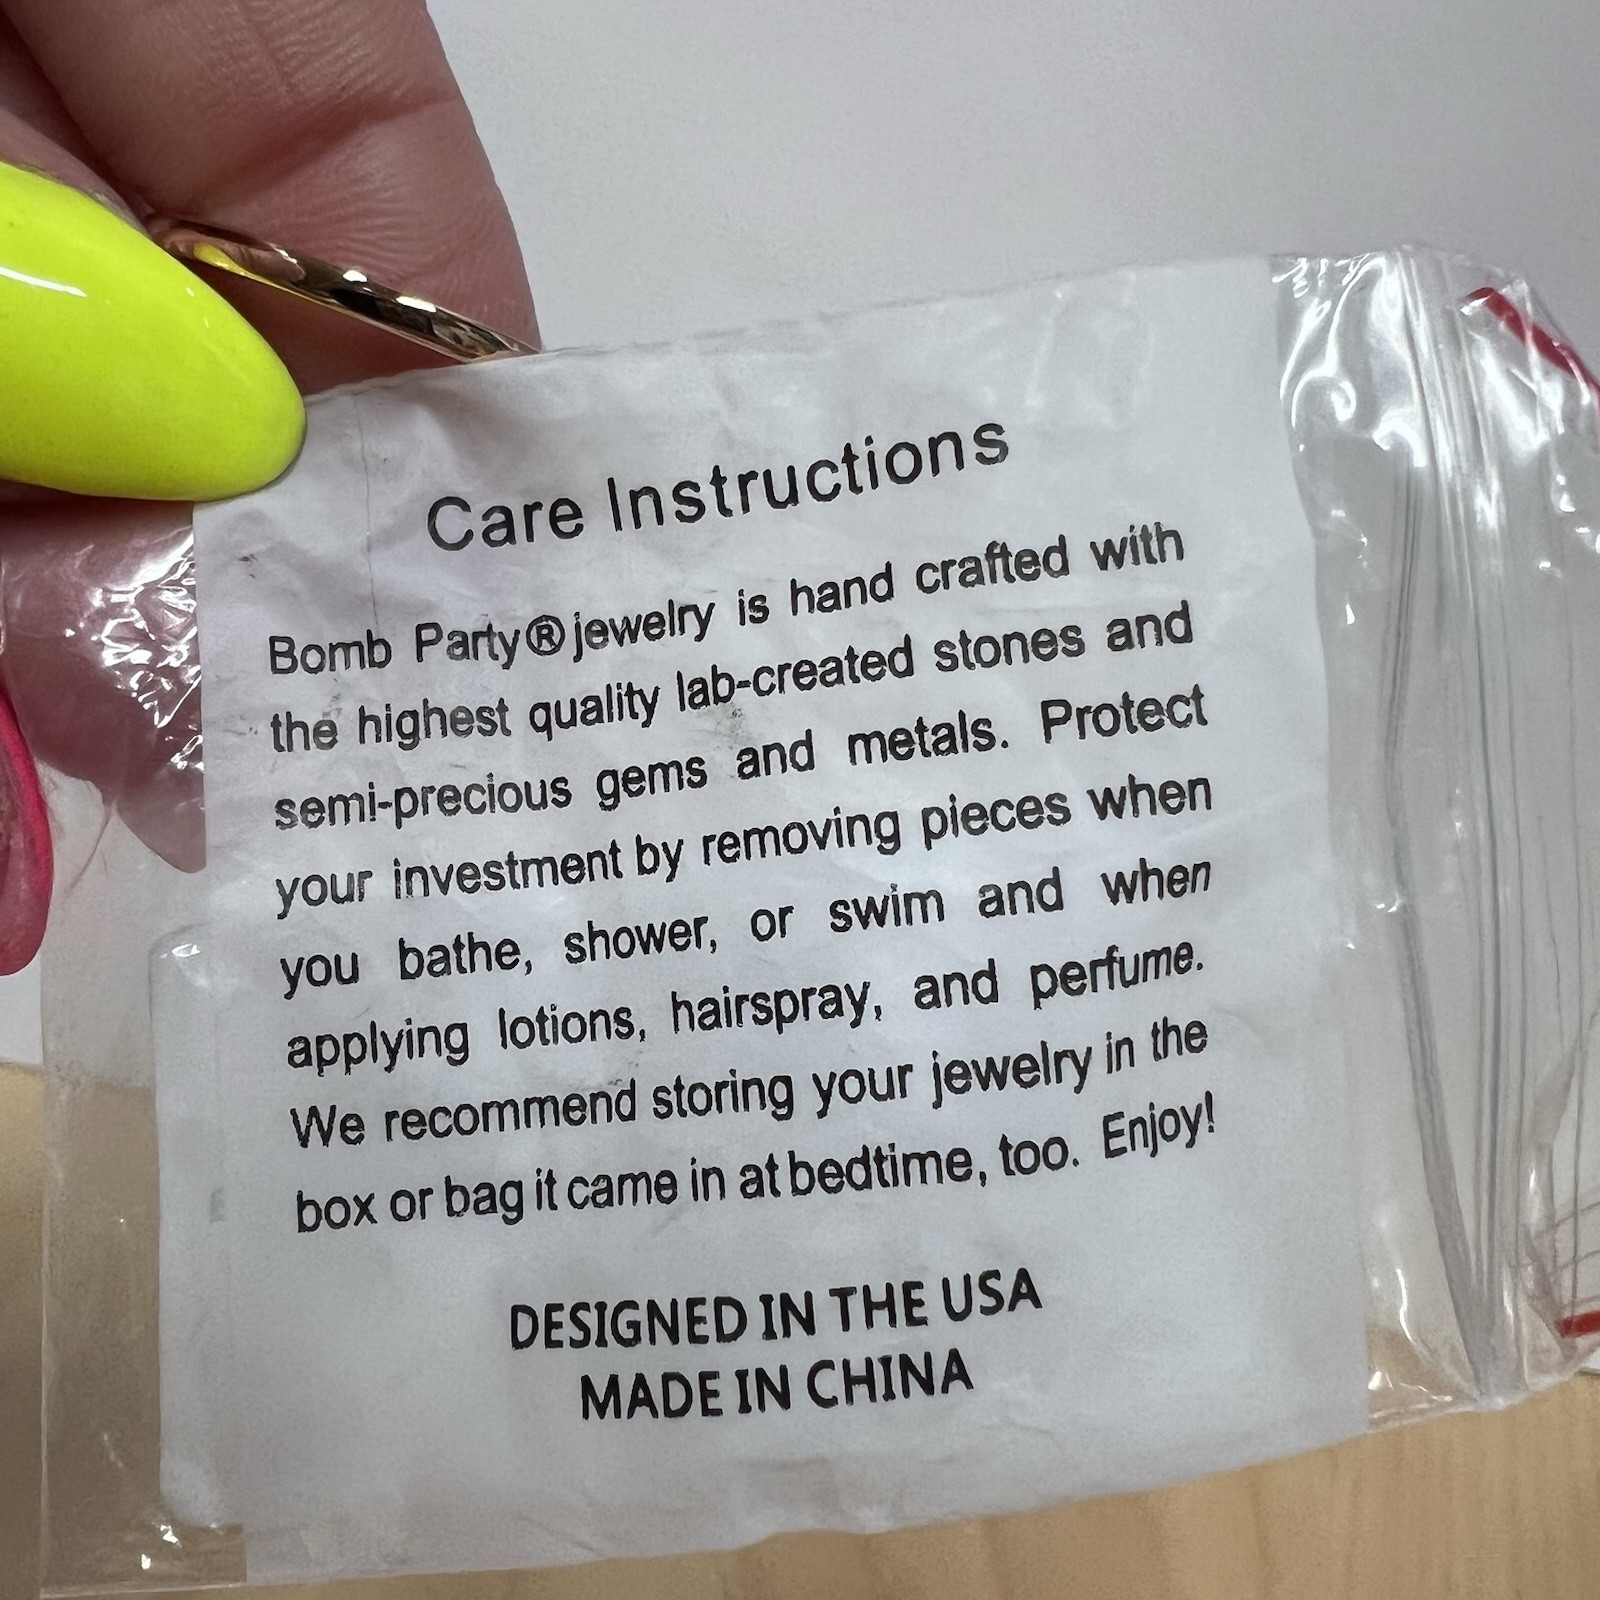 Care Instructions
Bomb Party®jewelry is hand crafted with
the highest quality lab-created stones and
semi-precious gems and metals. Protect
your investment by removing pieces when
you bathe, shower, or swim and when
applying lotions, hairspray, and perfume.
We recommend storing your jewelry in the
box or bag it came in at bedtime, too. Enjoy!
DESIGNED IN THE USA
MADE IN CHINA